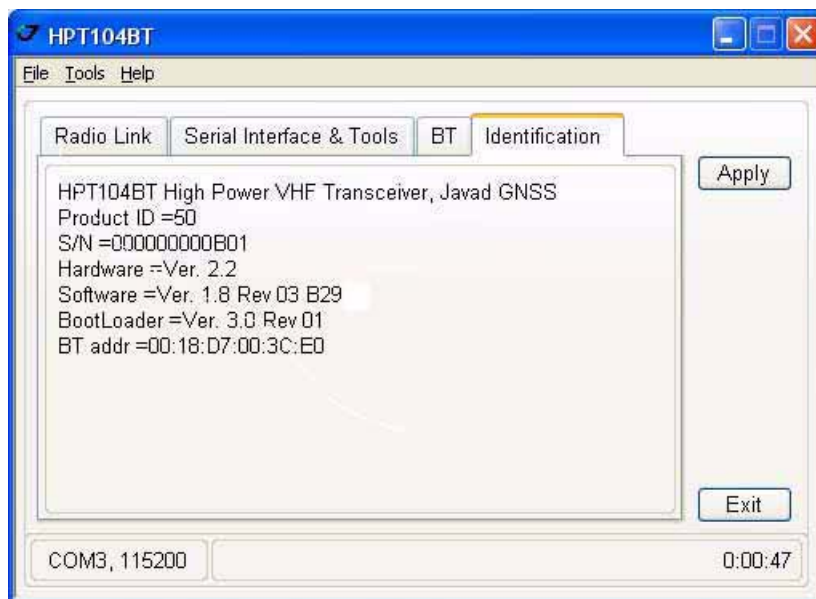 HPT104BT
File Tools Help
Radio Link Serial Interface & Tools BT Identification
Apply
HPT104BT High Power VHF Transceiver, Javad GNSS
Product ID =50
S/N =000000000B01
Hardware =Ver. 2.2
Software =Ver. 1.8 Rev 03 B29
BootLoader =Ver. 3.0 Rev 01
BT addr =00:18:D7:00:3C:E0
Exit
COM3, 115200 0:00:47